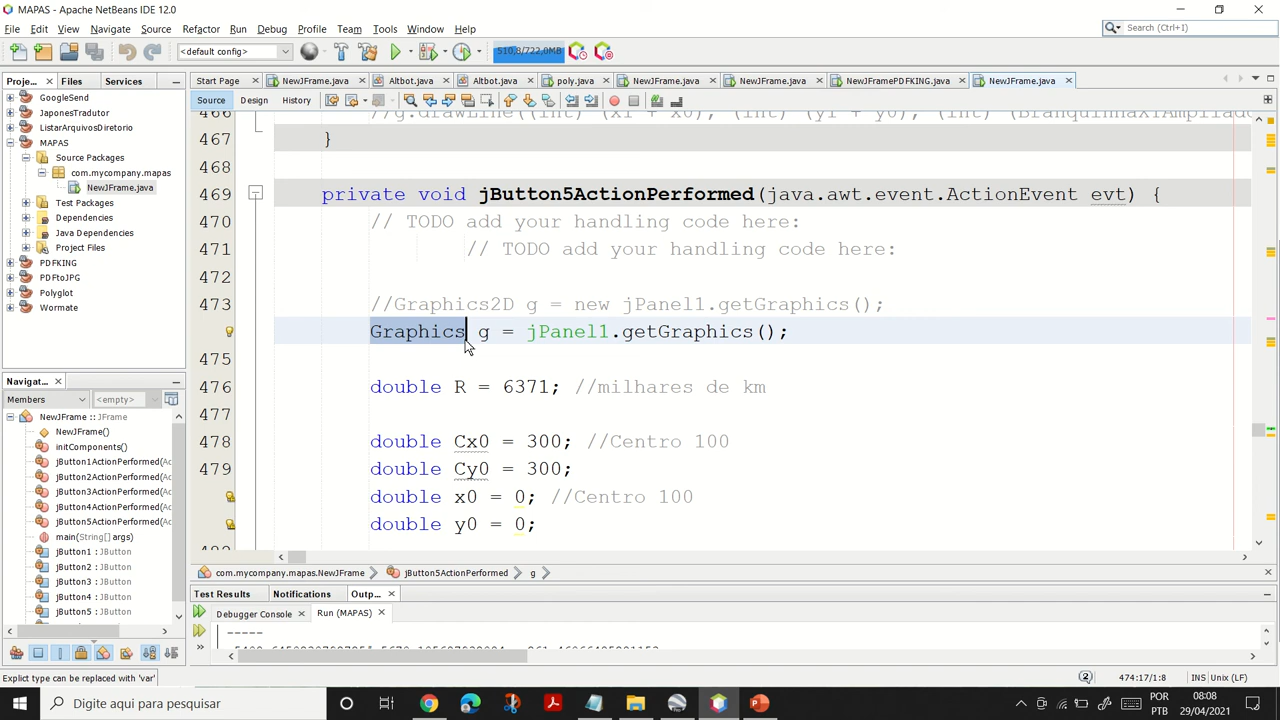 MAPAS - Apache NetBeans IDE 12.0
File Edit View Navigate Source Refactor Run Debug Profile Team Tools Window Help
Search (Ctrl+I)
<default config>
510,8/722,0MB
Proje... Files Services
Start Page NewJFrame.java Altbot.java Altbot.java poly.java NewJFrame.java NewJFrame.java NewJFramePDFKING.java NewJFrame.java
Source Design History
GoogleSend
JaponesTradutor
ListarArquivosDiretorio
MAPAS
Source Packages
com.mycompany.mapas
NewJFrame.java
Test Packages
Dependencies
Java Dependencies
Project Files
PDFKING
PDFtoJPG
Polyglot
Wormate
467 }
468
469 private void jButton5ActionPerformed(java.awt.event.ActionEvent evt) {
470 // TODO add your handling code here:
471 // TODO add your handling code here:
472
473 //Graphics2D g = new jPanel1.getGraphics();
Graphics g = jPanel1.getGraphics();
475
476 double R = 6371; //milhares de km
477
478 double Cx0 = 300; //Centro 100
479 double Cy0 = 300;
double x0 = 0; //Centro 100
double y0 = 0;
Navigat...
Members <empty>
NewJFrame :: JFrame
NewJFrame()
initComponents()
jButton1ActionPerformed(Ac
jButton2ActionPerformed(Ac
jButton3ActionPerformed(Ac
jButton4ActionPerformed(Ac
jButton5ActionPerformed(Ac
main(String[] args)
jButton1 : JButton
jButton2 : JButton
jButton3 : JButton
jButton4 : JButton
jButton5 : JButton
com.mycompany.mapas.NewJFrame jButton5ActionPerformed g
Test Results Notifications Outp...
Debugger Console Run (MAPAS)
-----
Explict type can be replaced with 'var'
2 474:17/1:8 INS Unix (LF)
Digite aqui para pesquisar
POR
PTB
08:08
29/04/2021